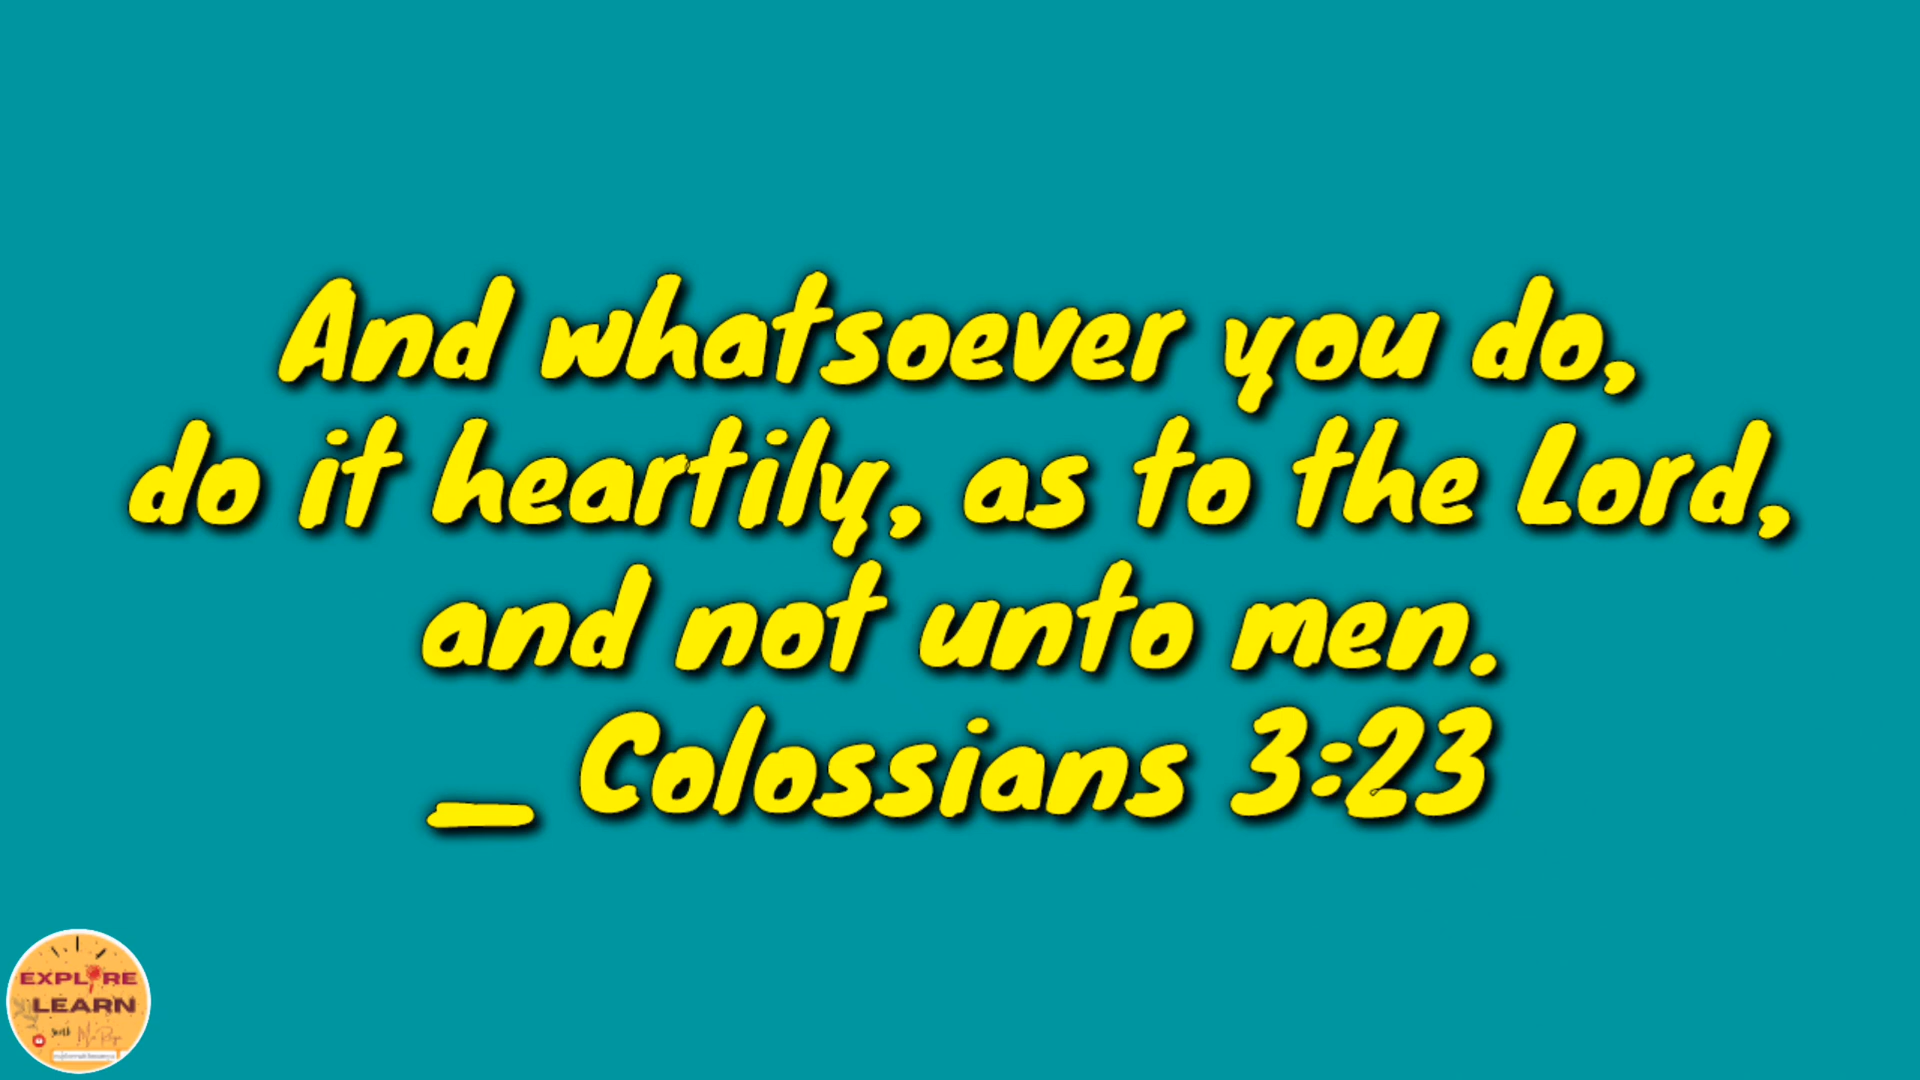 And whatsoever you do,
do it heartily, as to the Lord,
and not unto men.
_ Colossians 3:23
EXPLORE
LEARN
with